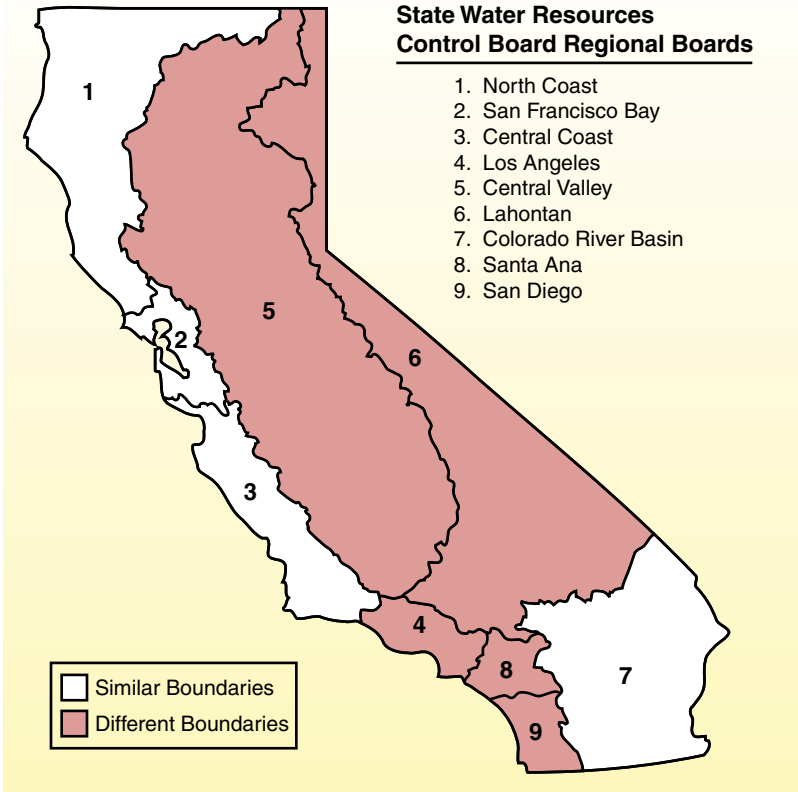 State Water Resources
Control Board Regional Boards
1. North Coast
2. San Francisco Bay
3. Central Coast
4. Los Angeles
5. Central Valley
6. Lahontan
7. Colorado River Basin
8. Santa Ana
9. San Diego
1
5
2
6
3
4
8
7
9
Similar Boundaries
Different Boundaries